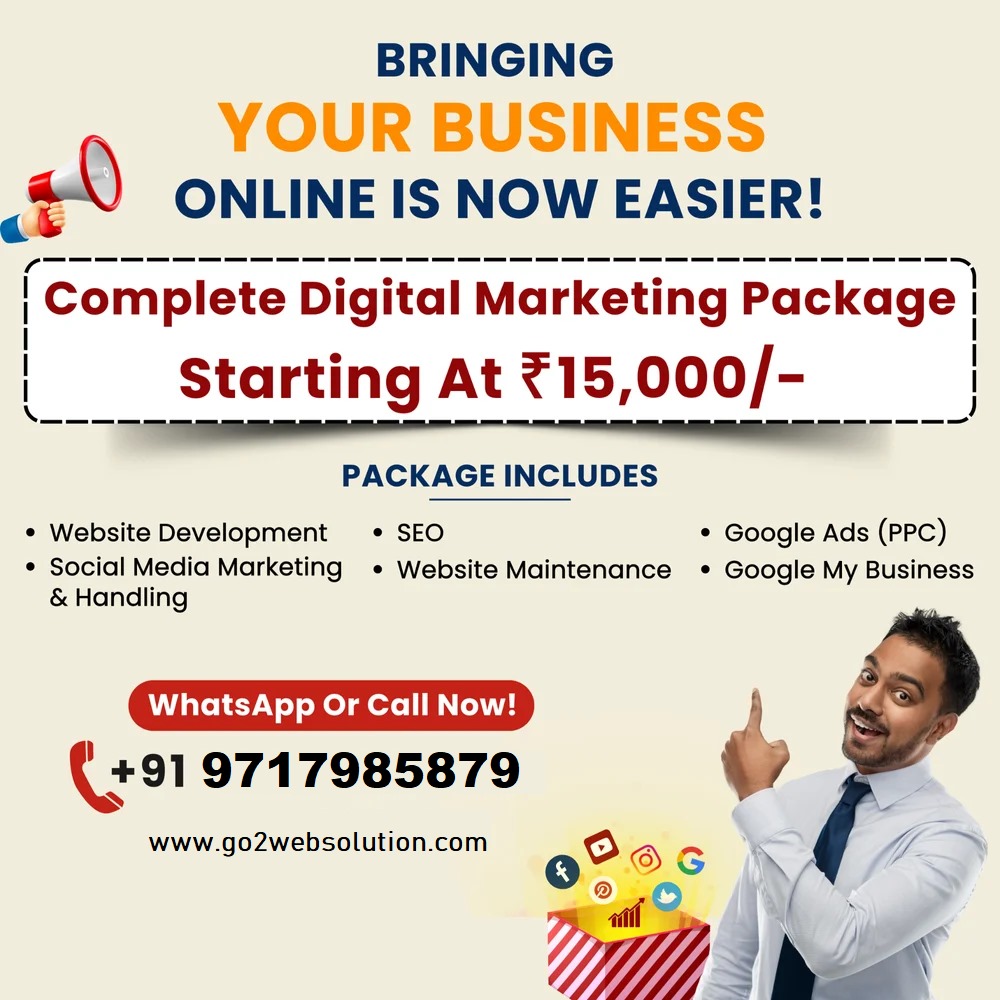 BRINGING
YOUR BUSINESS
ONLINE IS NOW EASIER!
Complete Digital Marketing Package
Starting At ₹15,000/-
PACKAGE INCLUDES
• Website Development
• Social Media Marketing
& Handling
• SEO
• Website Maintenance
• Google Ads (PPC)
• Google My Business
WhatsApp Or Call Now!
+91 9717985879
www.go2websolution.com